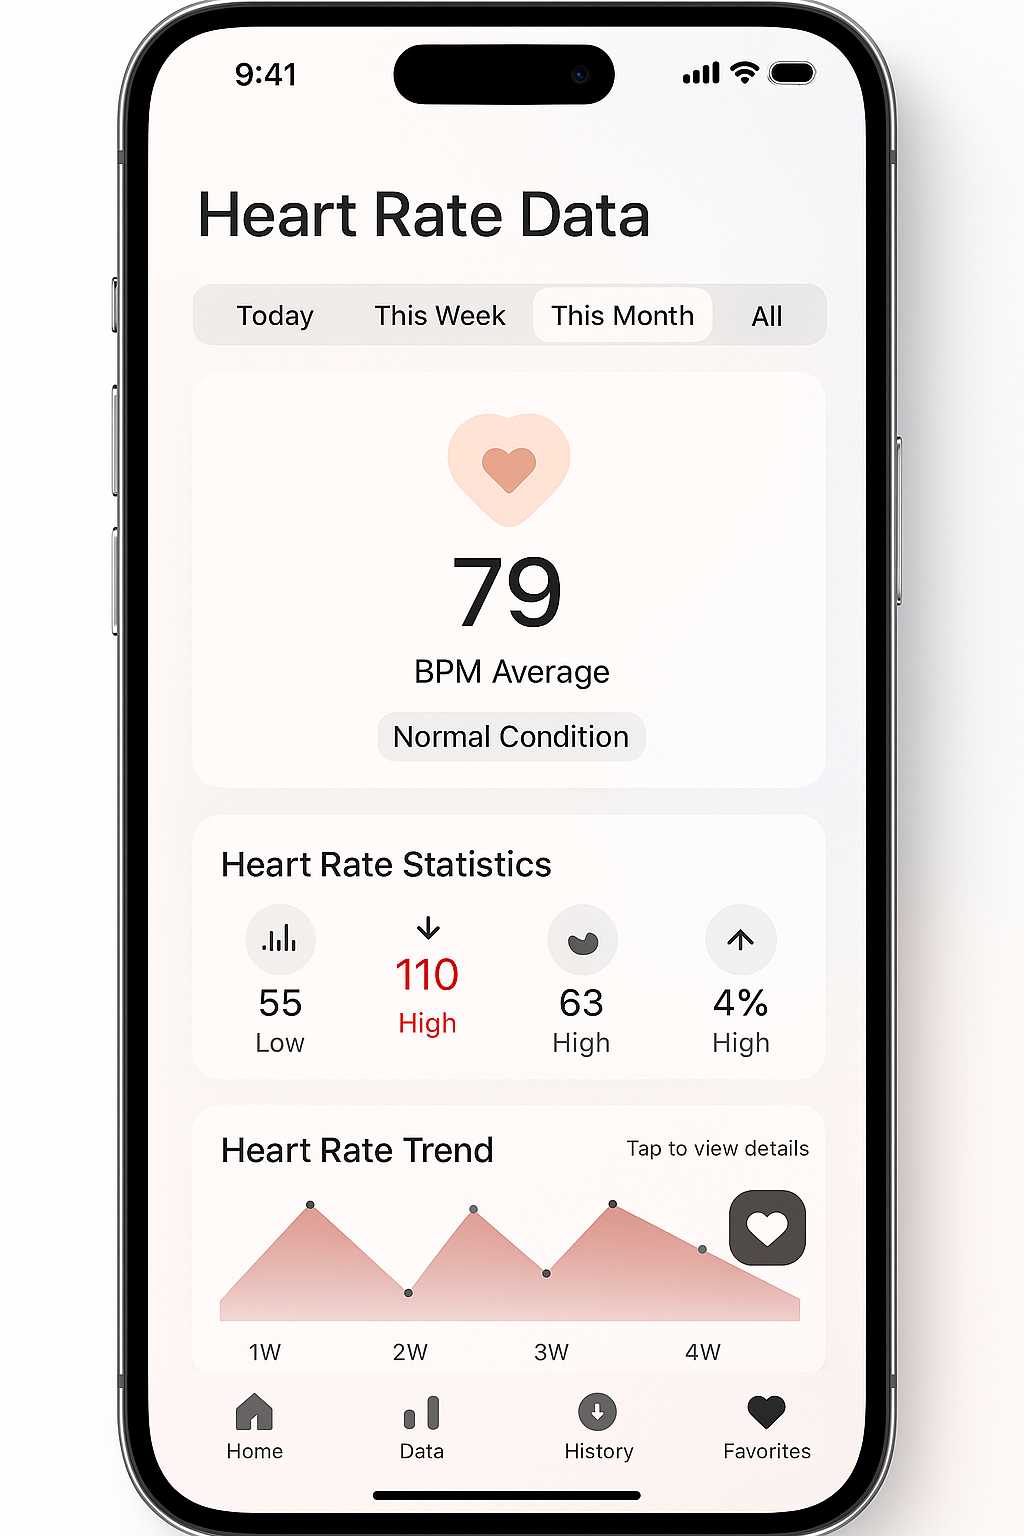 9:41
Heart Rate Data
Today This Week This Month All
79
BPM Average
Normal Condition
Heart Rate Statistics
55 110 63 4%
Low High High High
Heart Rate Trend Tap to view details
1W 2W 3W 4W
Home Data History Favorites